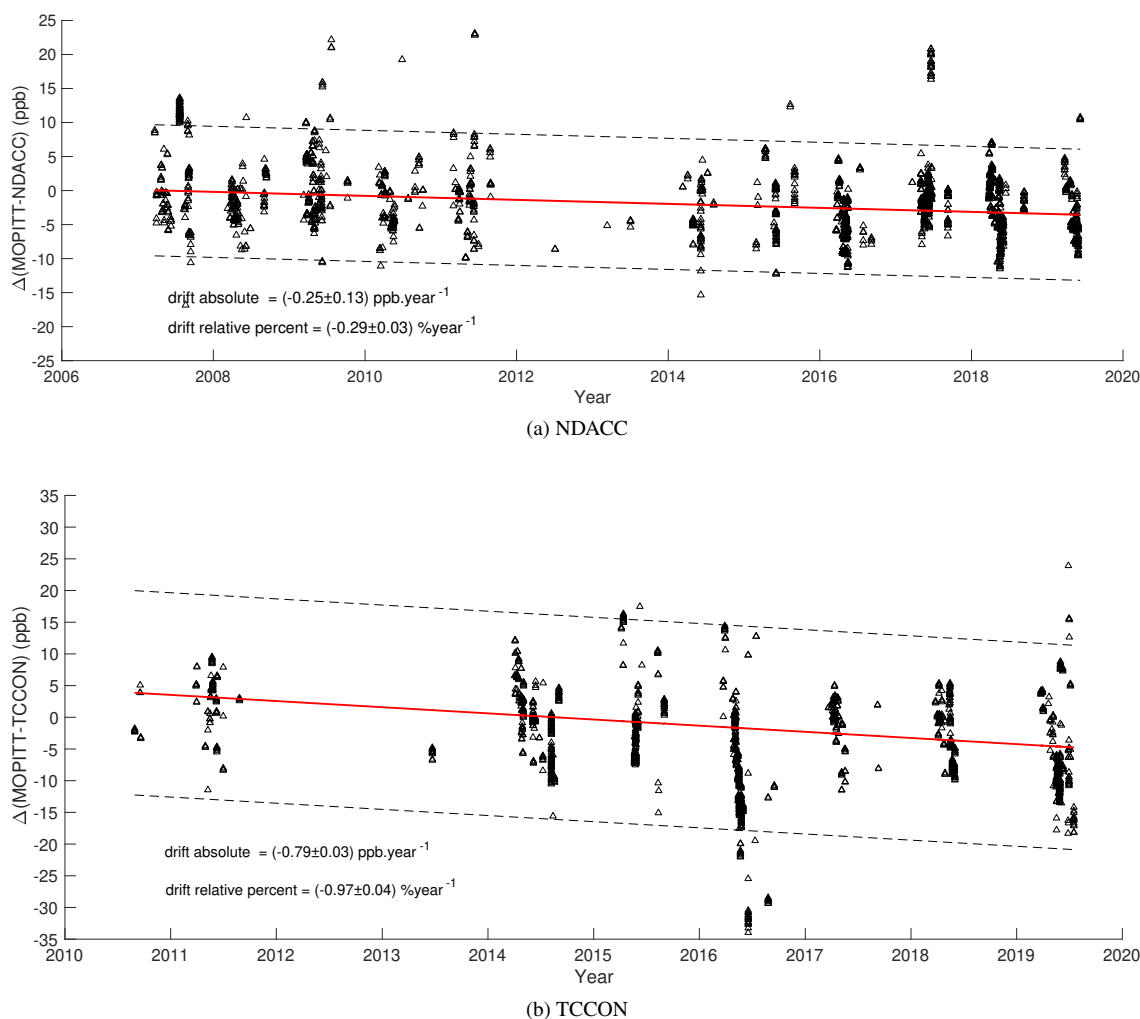 25
20
15
10
5
0
-5
-10
-15
-20
-25
Δ(MOPITT-NDACC) (ppb)
drift absolute = (-0.25±0.13) ppb.year⁻¹
drift relative percent = (-0.29±0.03) %year⁻¹
2006 2008 2010 2012 2014 2016 2018 2020
Year
(a) NDACC
35
30
25
20
15
10
5
0
-5
-10
-15
-20
-25
-30
-35
Δ(MOPITT-TCCON) (ppb)
drift absolute = (-0.79±0.03) ppb.year⁻¹
drift relative percent = (-0.97±0.04) %year⁻¹
2010 2011 2012 2013 2014 2015 2016 2017 2018 2019 2020
Year
(b) TCCON